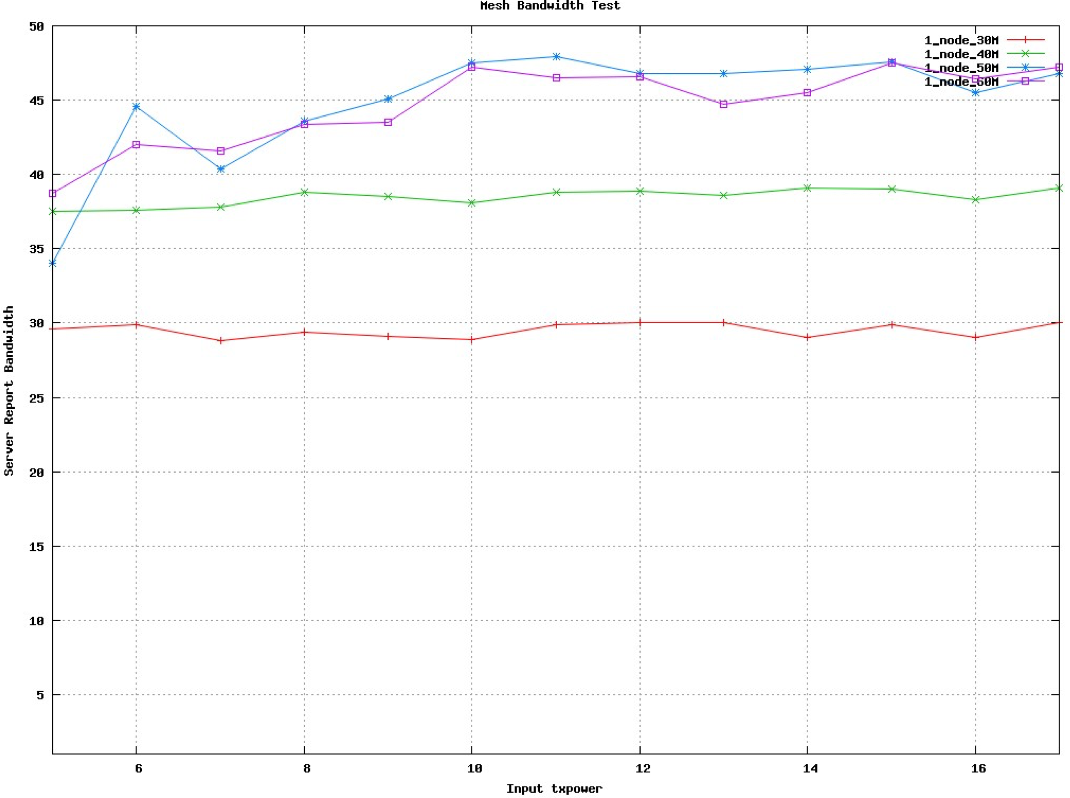 Mesh Bandwidth Test
50
45
40
35
30
25
20
15
10
5
Server Report Bandwidth
1_node_30M
1_node_40M
1_node_50M
1_node_60M
6
8
10
12
14
16
Input txpower